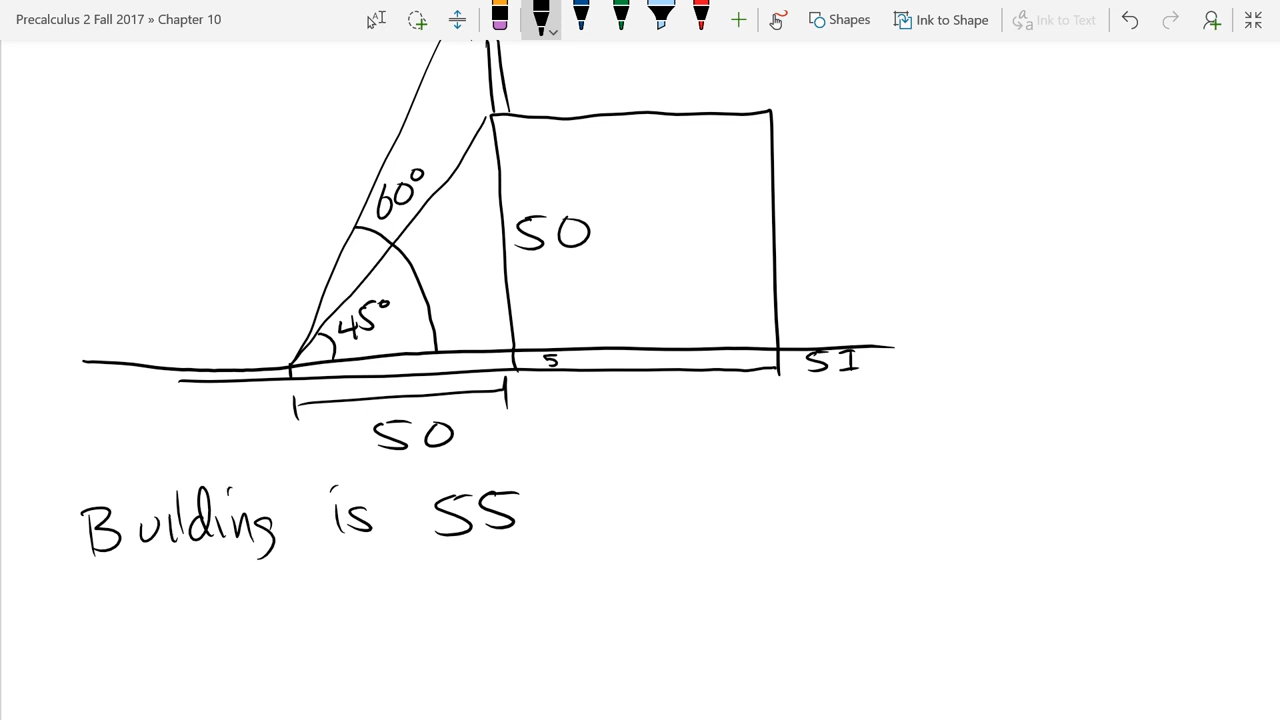 Precalculus 2 Fall 2017 » Chapter 10
Shapes
Ink to Shape
Ink to Text
60°
50
45°
5
50
Building is 55